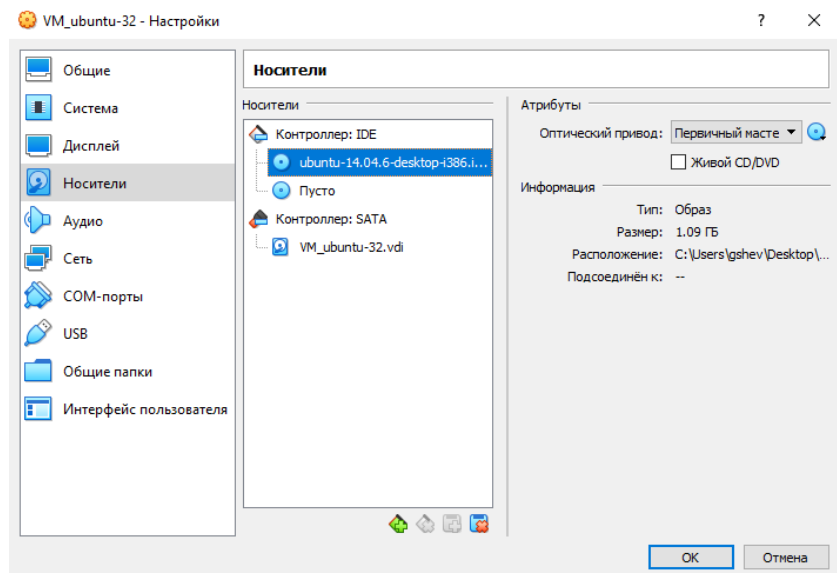 VM_ubuntu-32 - Настройки
?
Общие
Система
Дисплей
Носители
Аудио
Сеть
COM-порты
USB
Общие папки
Интерфейс пользователя
Носители
Носители
Контроллер: IDE
ubuntu-14.04.6-desktop-i386.i...
Пусто
Контроллер: SATA
VM_ubuntu-32.vdi
Атрибуты
Оптический привод: Первичный масте
Живой CD/DVD
Информация
Тип: Образ
Размер: 1.09 ГБ
Расположение: C:\Users\gshev\Desktop\...
Подсоединён к: --
OK Отмена